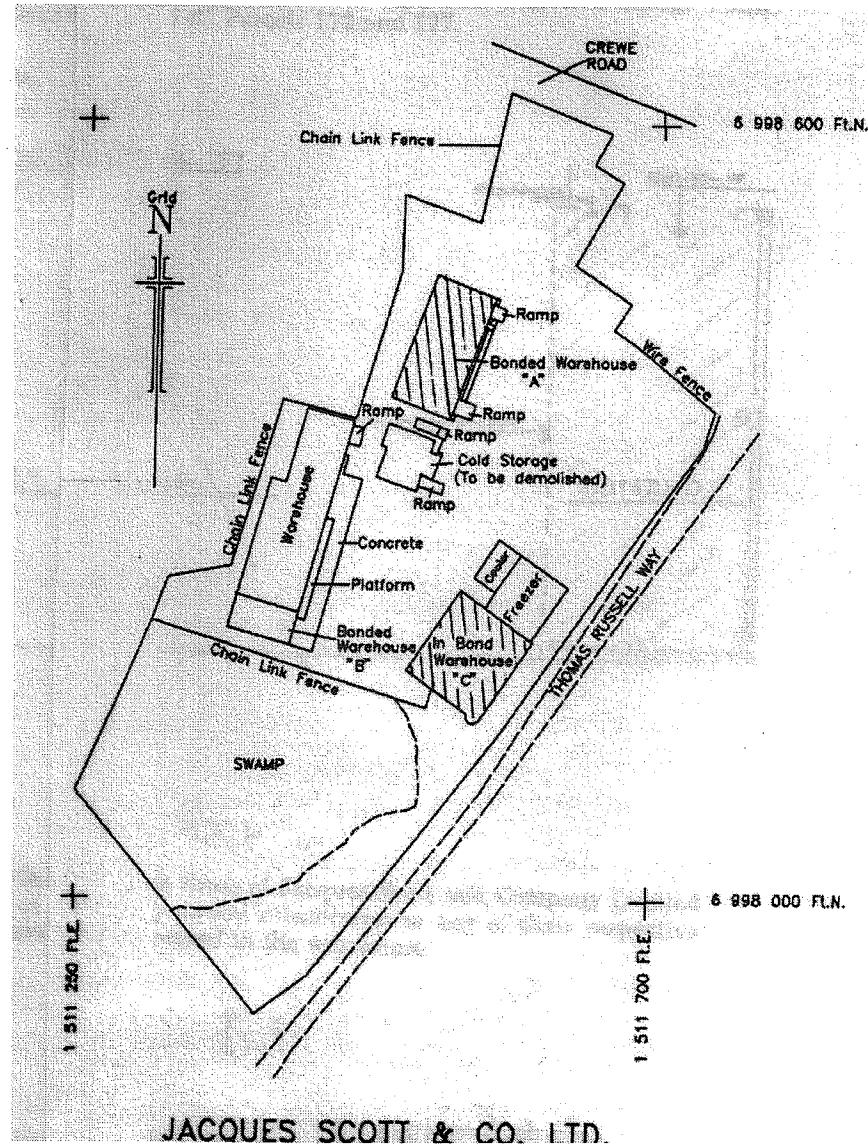 CREWE
ROAD
6 998 600 Ft.N.
Chain Link Fence
Grid
N
Ramp
Bonded Warehouse
"A"
Wire Fence
Ramp
Ramp
Ramp
Cold Storage
(To be demolished)
Ramp
Chain Link Fence
Warehouse
Concrete
Platform
Cooler
Freezer
Bonded
Warehouse
"B"
In Bond
Warehouse
"C"
Chain Link Fence
THOMAS RUSSELL WAY
SWAMP
6 998 000 Ft.N.
1 511 250 Ft.E.
1 511 700 Ft.E.
JACQUES SCOTT & CO. LTD.